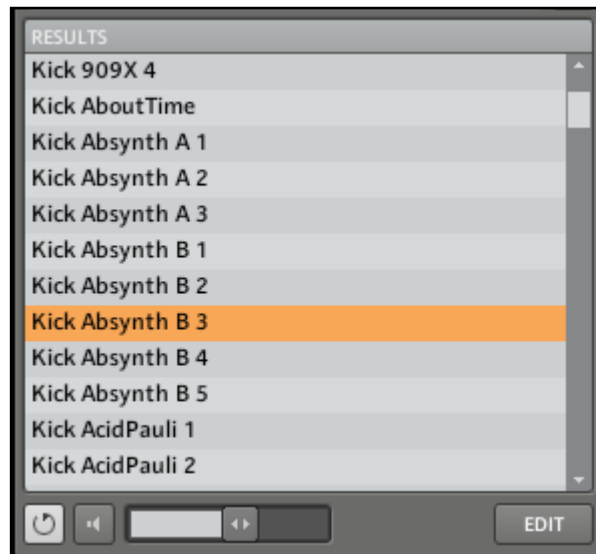 RESULTS
Kick 909X 4
Kick AboutTime
Kick Absynth A 1
Kick Absynth A 2
Kick Absynth A 3
Kick Absynth B 1
Kick Absynth B 2
Kick Absynth B 3
Kick Absynth B 4
Kick Absynth B 5
Kick AcidPauli 1
Kick AcidPauli 2
EDIT